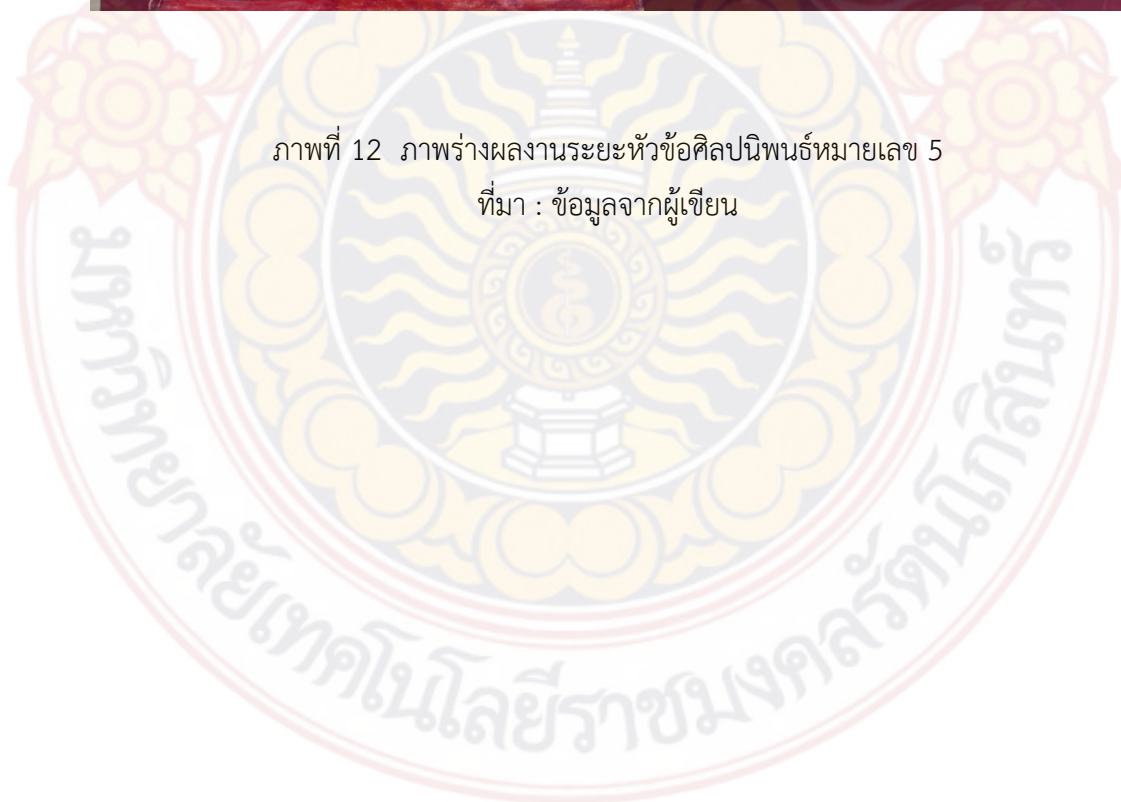 ภาพที่ 12 ภาพร่างผลงานระยะหัวข้อศิลปนิพนธ์หมายเลข 5
ที่มา : ข้อมูลจากผู้เขียน
มหาวิทยาลัยเทคโนโลยีราชมงคลรัตนโกสินทร์